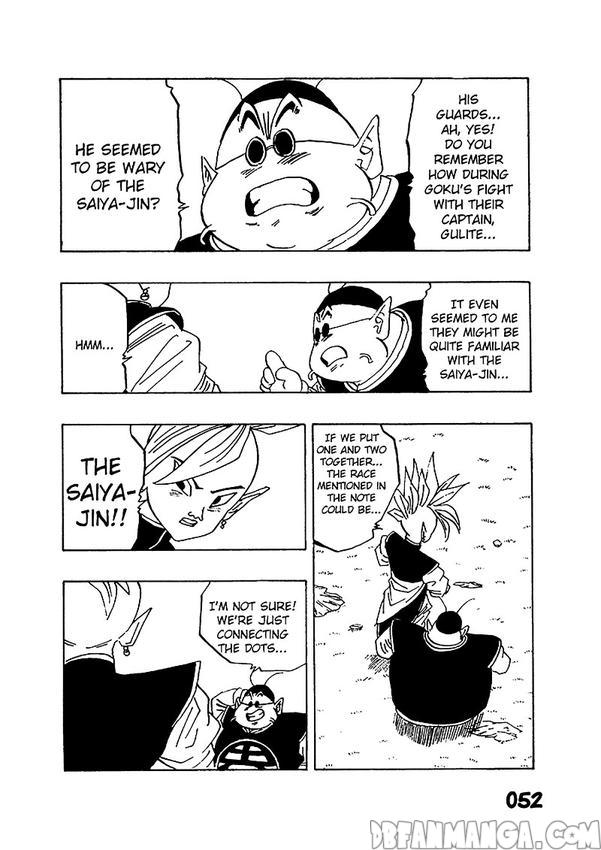 HIS
GUARDS...
AH, YES!
DO YOU
REMEMBER
HOW DURING
GOKU'S FIGHT
WITH THEIR
CAPTAIN,
GULITE...
HE SEEMED
TO BE WARY
OF THE
SAIYA-JIN?
IT EVEN
SEEMED TO ME
THEY MIGHT BE
QUITE FAMILIAR
WITH THE
SAIYA-JIN...
HMM...
IF WE PUT
ONE AND TWO
TOGETHER...
THE RACE
MENTIONED IN
THE NOTE
COULD BE...
THE
SAIYA-
JIN!!
I'M NOT SURE!
WE'RE JUST
CONNECTING
THE DOTS...
界王
052
DBFANMANGA.COM